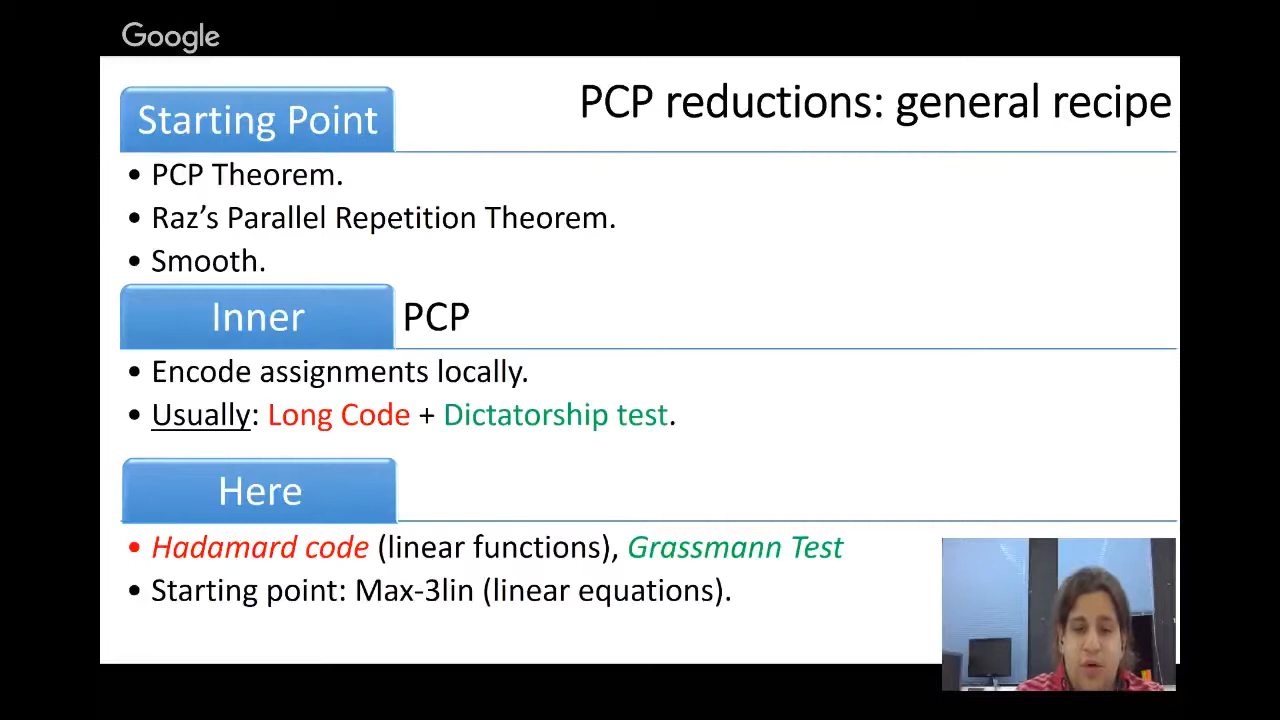 Google
PCP reductions: general recipe
Starting Point
• PCP Theorem.
• Raz’s Parallel Repetition Theorem.
• Smooth.
Inner PCP
• Encode assignments locally.
• Usually: Long Code + Dictatorship test.
Here
• Hadamard code (linear functions), Grassmann Test
• Starting point: Max-3lin (linear equations).